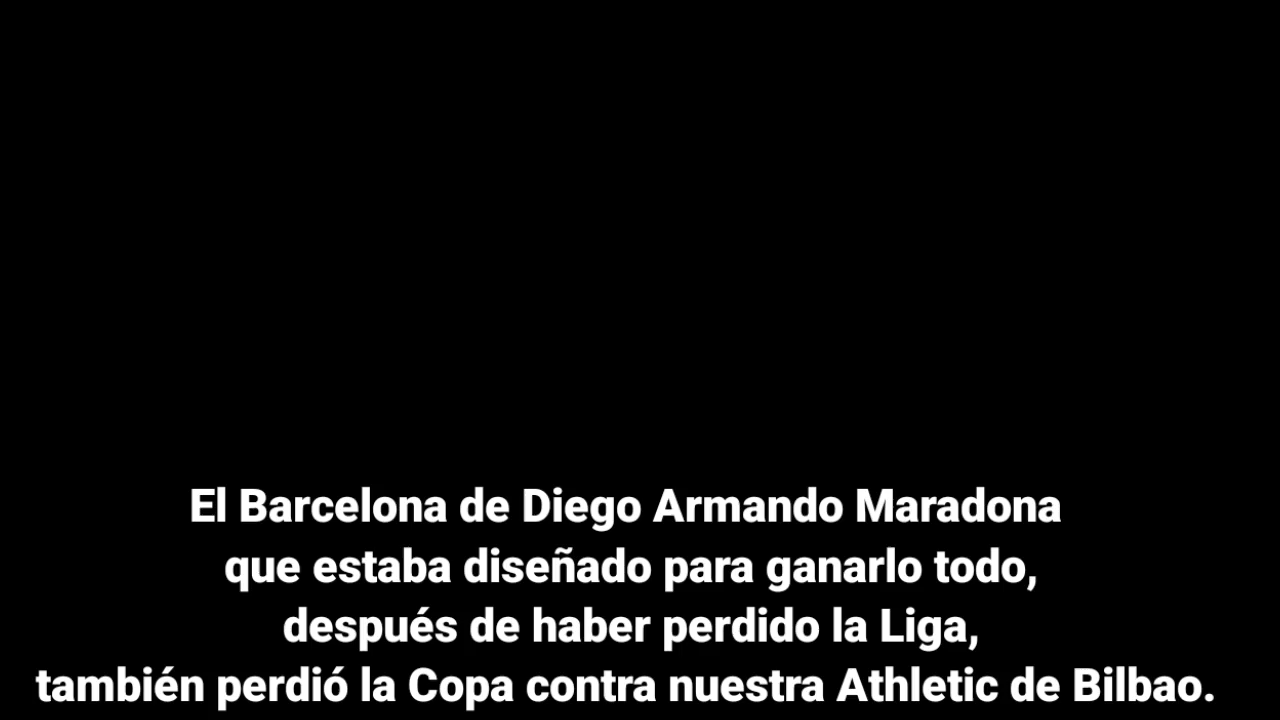 El Barcelona de Diego Armando Maradona
que estaba diseñado para ganarlo todo,
después de haber perdido la Liga,
también perdió la Copa contra nuestra Athletic de Bilbao.